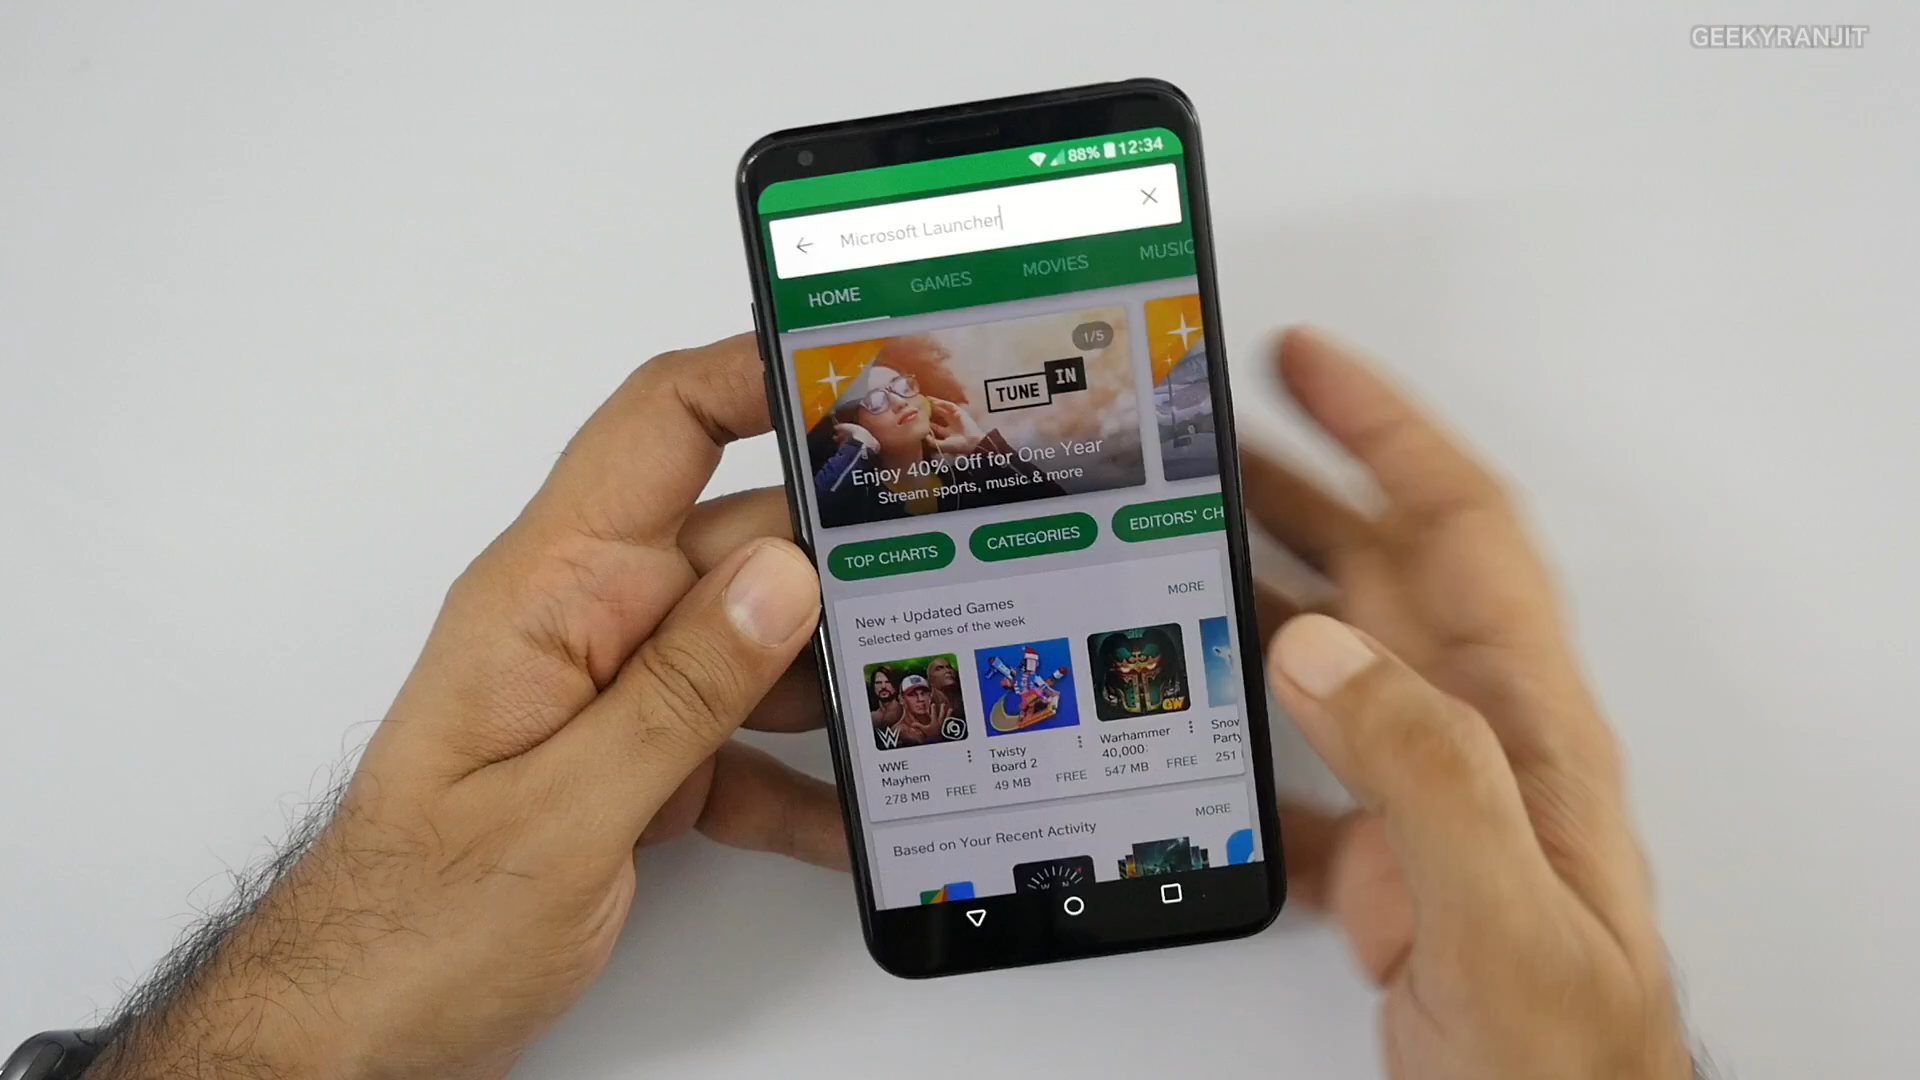 GEEKYRANJIT
88% 12:34
Microsoft Launcher
HOME GAMES MOVIES MUSIC
1/5
TUNE IN
Enjoy 40% Off for One Year
Stream sports, music & more
TOP CHARTS CATEGORIES EDITORS' CH
New + Updated Games MORE
Selected games of the week
W
GW
WWE Mayhem
278 MB FREE
Twisty Board 2
49 MB FREE
Warhammer 40,000:
547 MB FREE
Snow Party
251
Based on Your Recent Activity MORE
W N